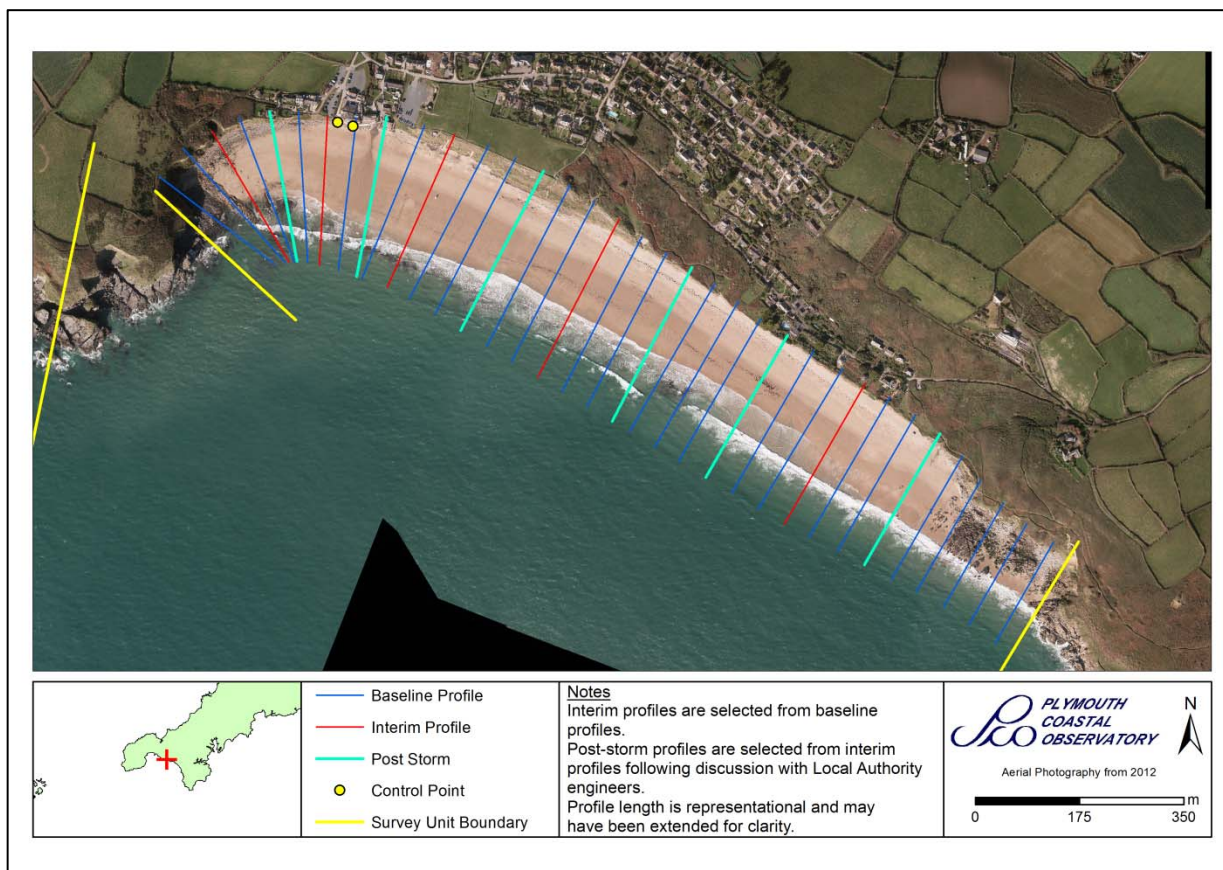 Baseline Profile
Interim Profile
Post Storm
Control Point
Survey Unit Boundary
Notes
Interim profiles are selected from baseline
profiles.
Post-storm profiles are selected from interim
profiles following discussion with Local Authority
engineers.
Profile length is representational and may
have been extended for clarity.
PLYMOUTH
COASTAL
OBSERVATORY
N
Aerial Photography from 2012
m
0 175 350